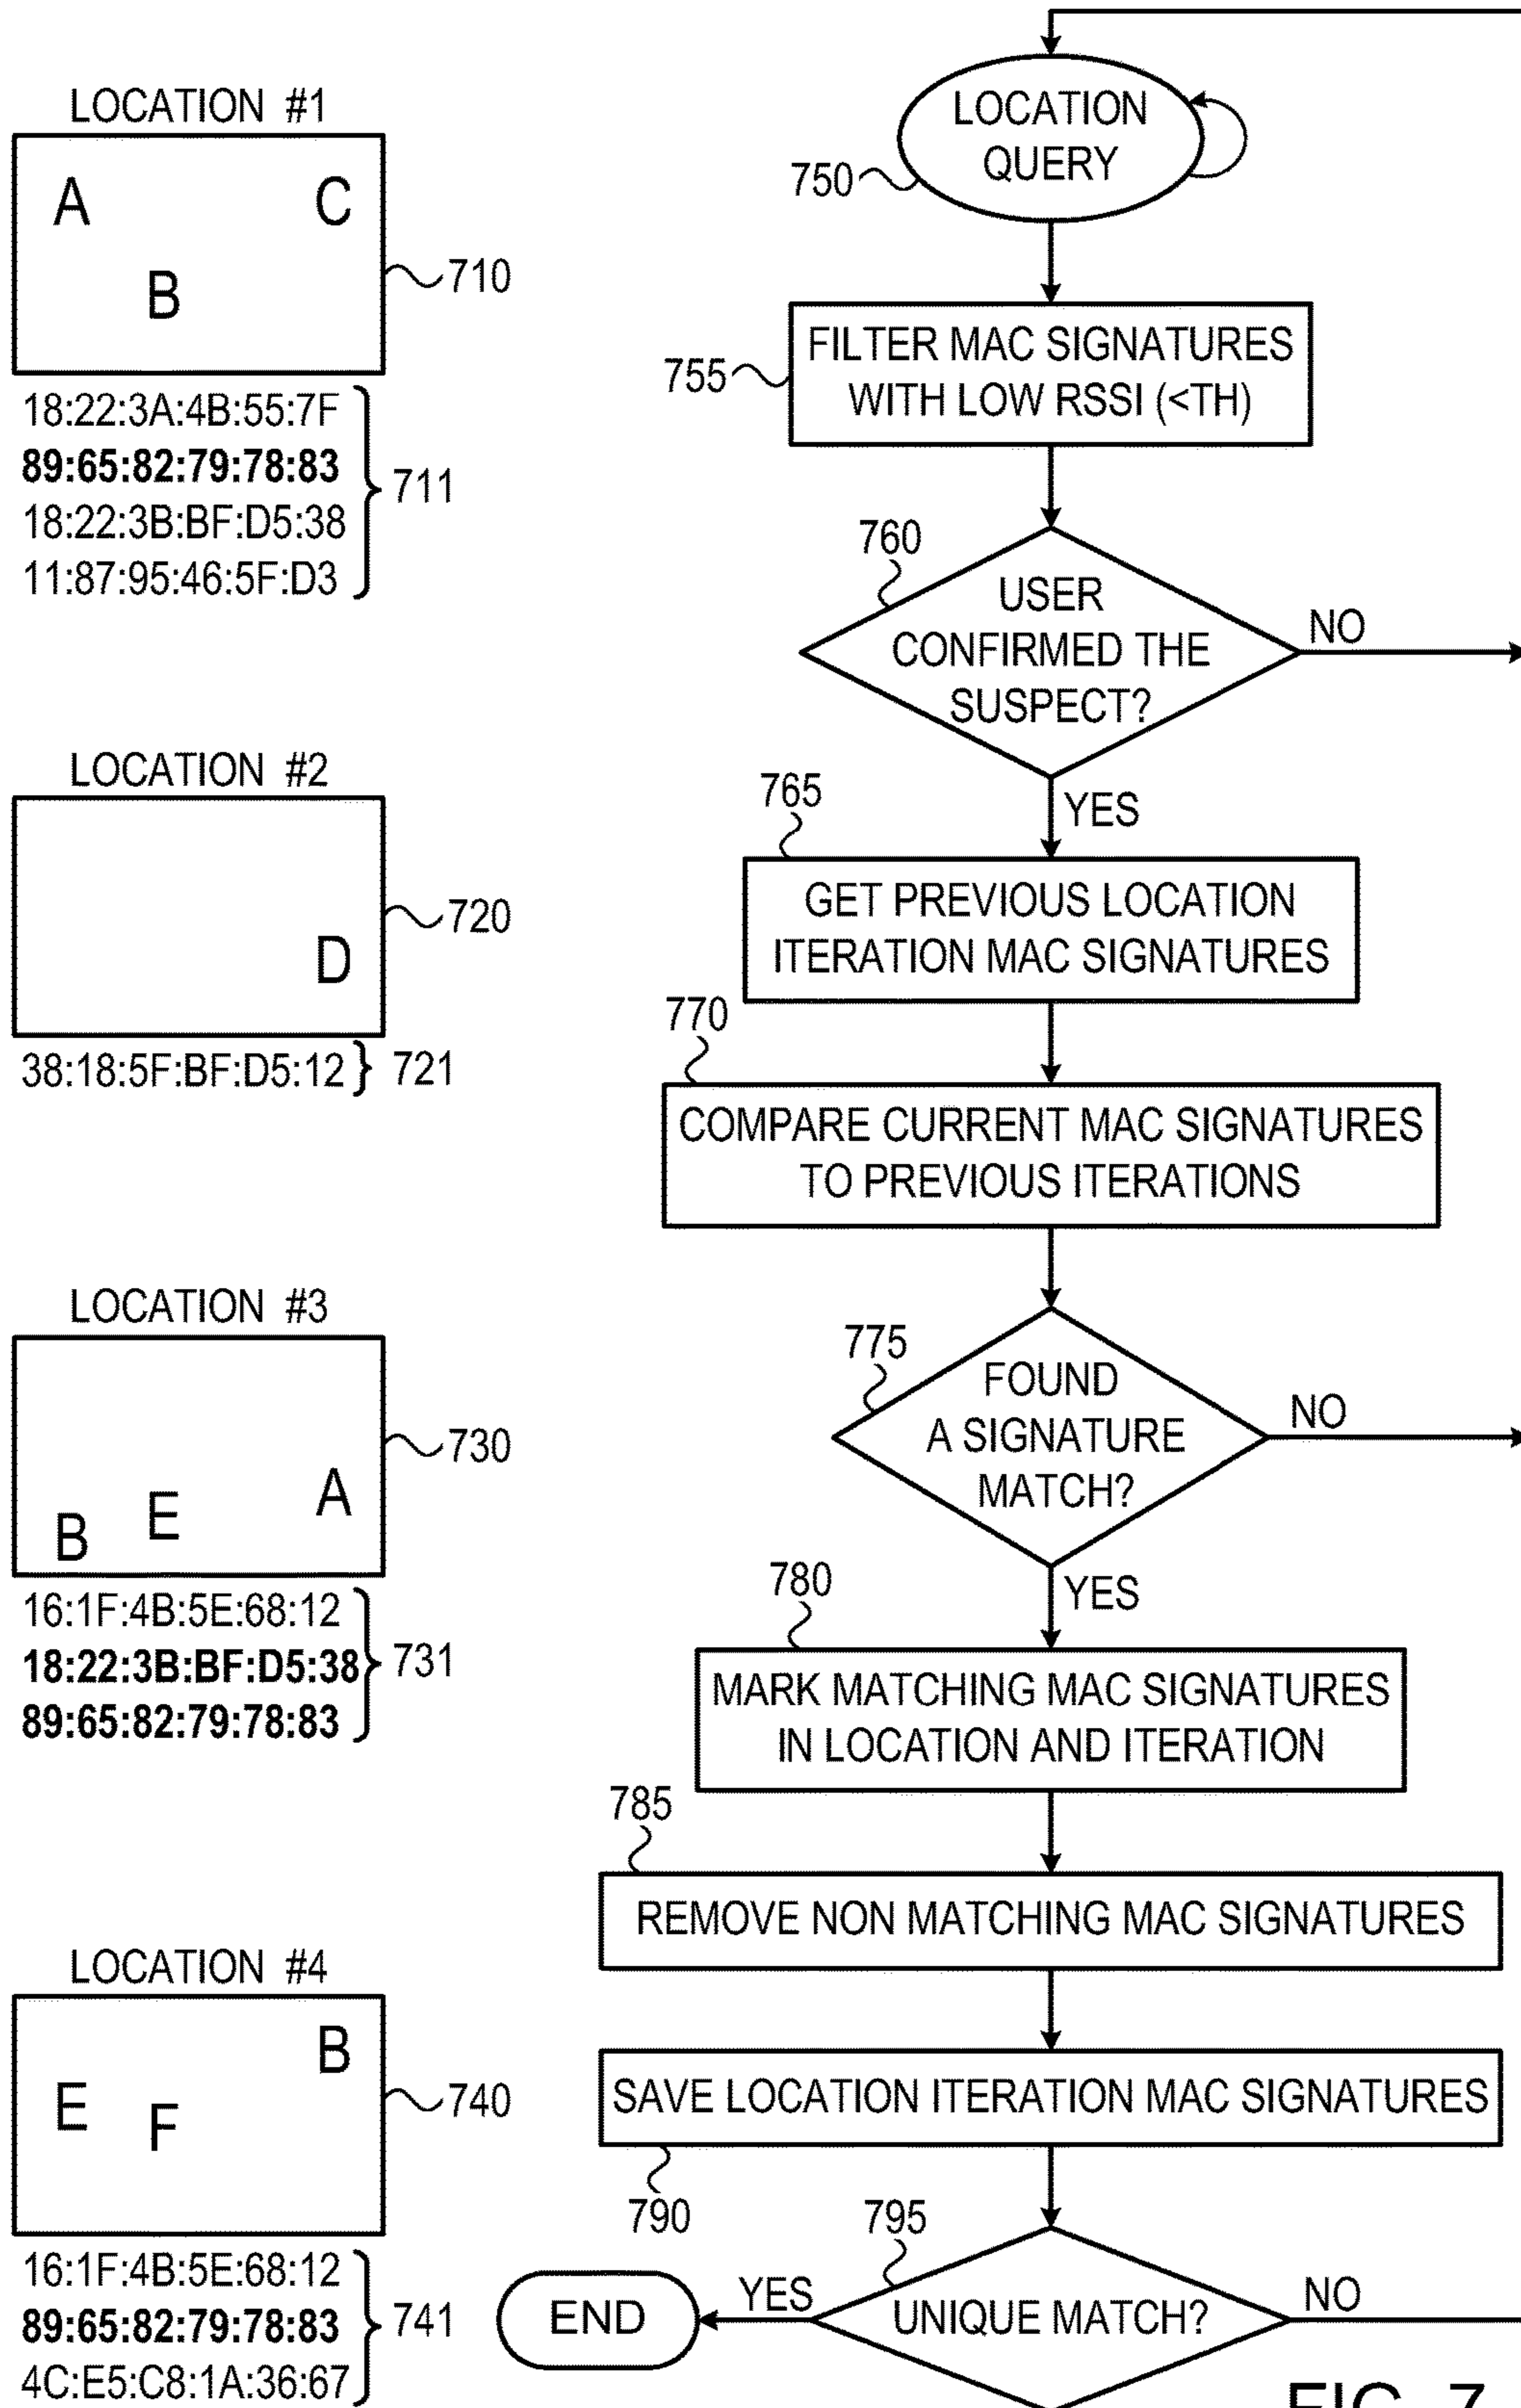 LOCATION #1
A
C
B
710
18:22:3A:4B:55:7F
89:65:82:79:78:83
18:22:3B:BF:D5:38
11:87:95:46:5F:D3
711
LOCATION #2
D
720
38:18:5F:BF:D5:12
721
LOCATION #3
A
E
B
730
16:1F:4B:5E:68:12
18:22:3B:BF:D5:38
89:65:82:79:78:83
731
LOCATION #4
B
E
F
740
16:1F:4B:5E:68:12
89:65:82:79:78:83
4C:E5:C8:1A:36:67
741
LOCATION
QUERY
750
FILTER MAC SIGNATURES
WITH LOW RSSI (<TH)
755
760
USER
CONFIRMED THE
SUSPECT?
NO
YES
765
GET PREVIOUS LOCATION
ITERATION MAC SIGNATURES
770
COMPARE CURRENT MAC SIGNATURES
TO PREVIOUS ITERATIONS
775
FOUND
A SIGNATURE
MATCH?
NO
YES
780
MARK MATCHING MAC SIGNATURES
IN LOCATION AND ITERATION
785
REMOVE NON MATCHING MAC SIGNATURES
SAVE LOCATION ITERATION MAC SIGNATURES
790
795
UNIQUE MATCH?
YES
NO
END
FIG. 7